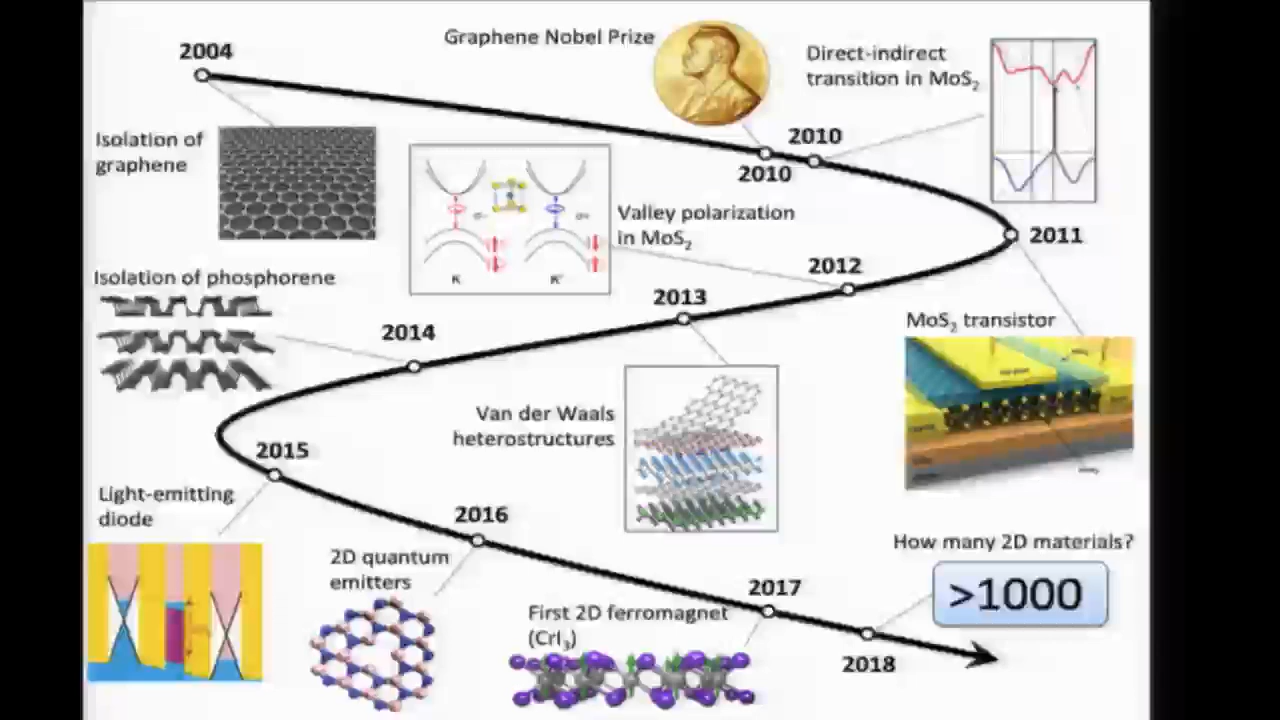 2004
Isolation of
graphene
Graphene Nobel Prize
2010
Direct-indirect
transition in MoS₂
2010
2011
MoS₂ transistor
Valley polarization
in MoS₂
K
K'
2012
2013
Van der Waals
heterostructures
Isolation of phosphorene
2014
2015
Light-emitting
diode
2016
2D quantum
emitters
2017
First 2D ferromagnet
(CrI₃)
How many 2D materials?
>1000
2018